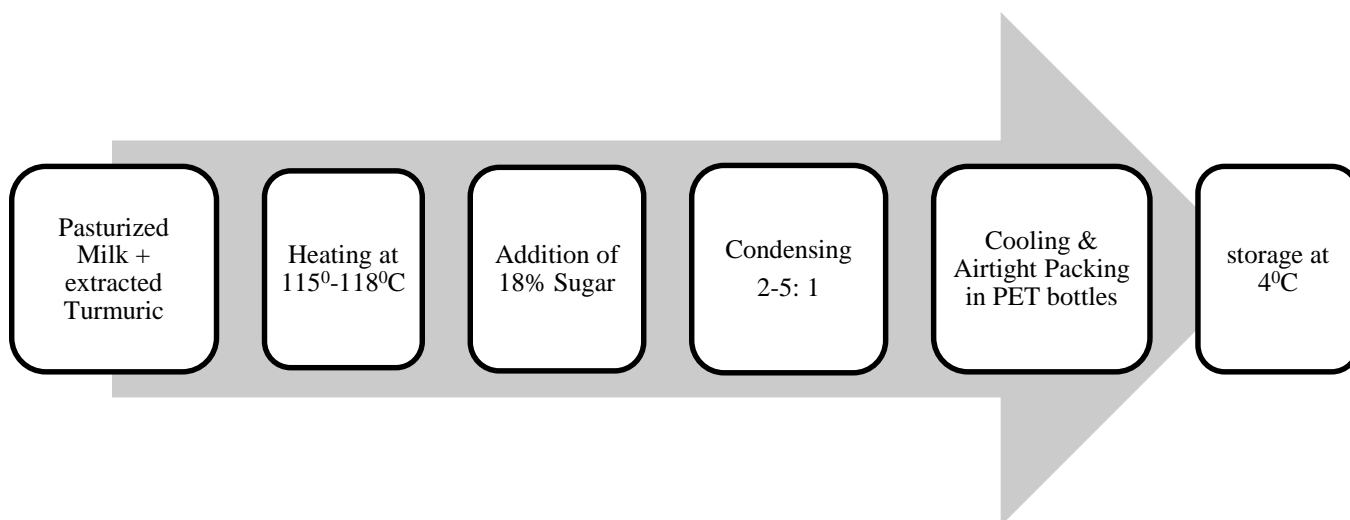 Pasturized
Milk +
extracted
Turmuric
Heating at
115⁰-118⁰C
Addition of
18% Sugar
Condensing
2-5: 1
Cooling &
Airtight Packing
in PET bottles
storage at
4⁰C